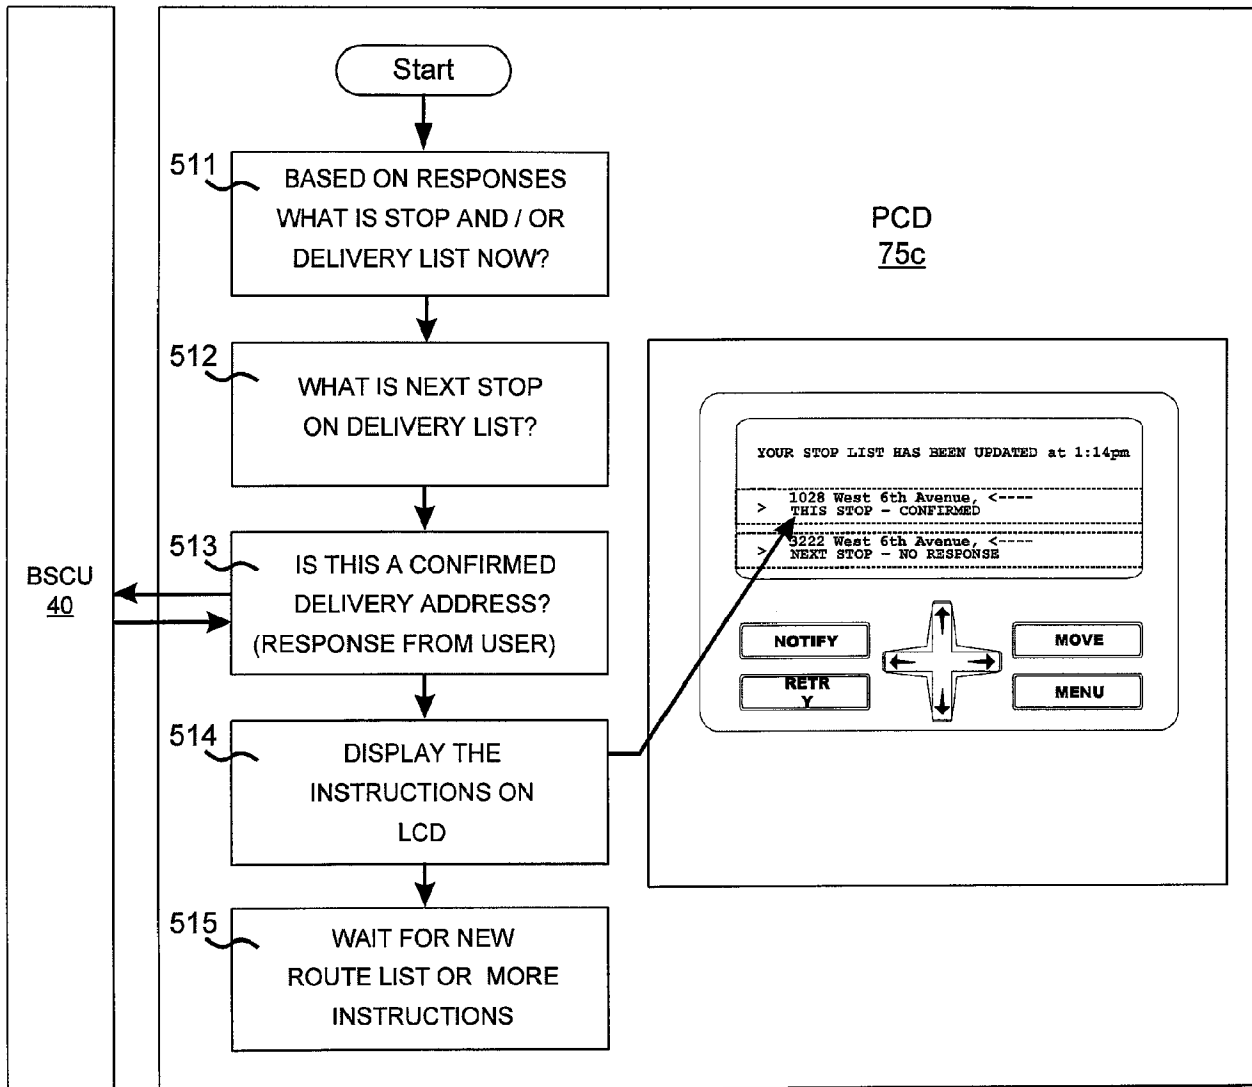 Start
511
BASED ON RESPONSES
WHAT IS STOP AND / OR
DELIVERY LIST NOW?
PCD
75c
512
WHAT IS NEXT STOP
ON DELIVERY LIST?
513
IS THIS A CONFIRMED
DELIVERY ADDRESS?
(RESPONSE FROM USER)
BSCU
40
514
DISPLAY THE
INSTRUCTIONS ON
LCD
515
WAIT FOR NEW
ROUTE LIST OR MORE
INSTRUCTIONS
YOUR STOP LIST HAS BEEN UPDATED at 1:14pm
> 1028 West 6th Avenue, <----
THIS STOP – CONFIRMED
> 3222 West 6th Avenue, <----
NEXT STOP – NO RESPONSE
NOTIFY
MOVE
RETR
Y
MENU